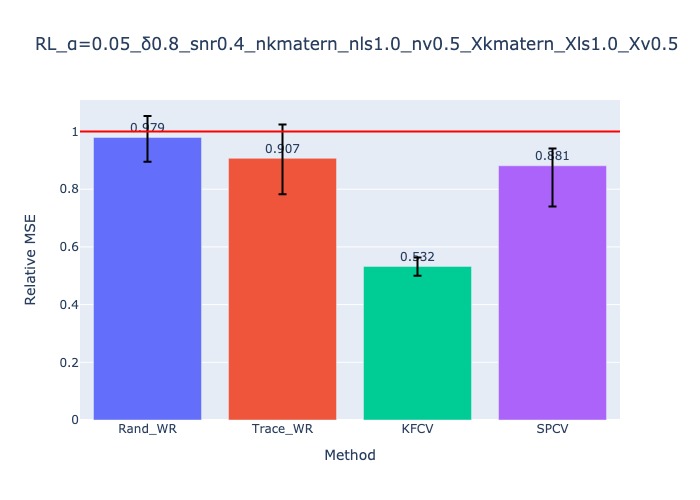 RL_α=0.05_δ0.8_snr0.4_nkmatern_nls1.0_nv0.5_Xkmatern_Xls1.0_Xv0.5
1
0.8
0.6
0.4
0.2
0
Relative MSE
0.979
0.907
0.532
0.881
Rand_WR
Trace_WR
KFCV
SPCV
Method